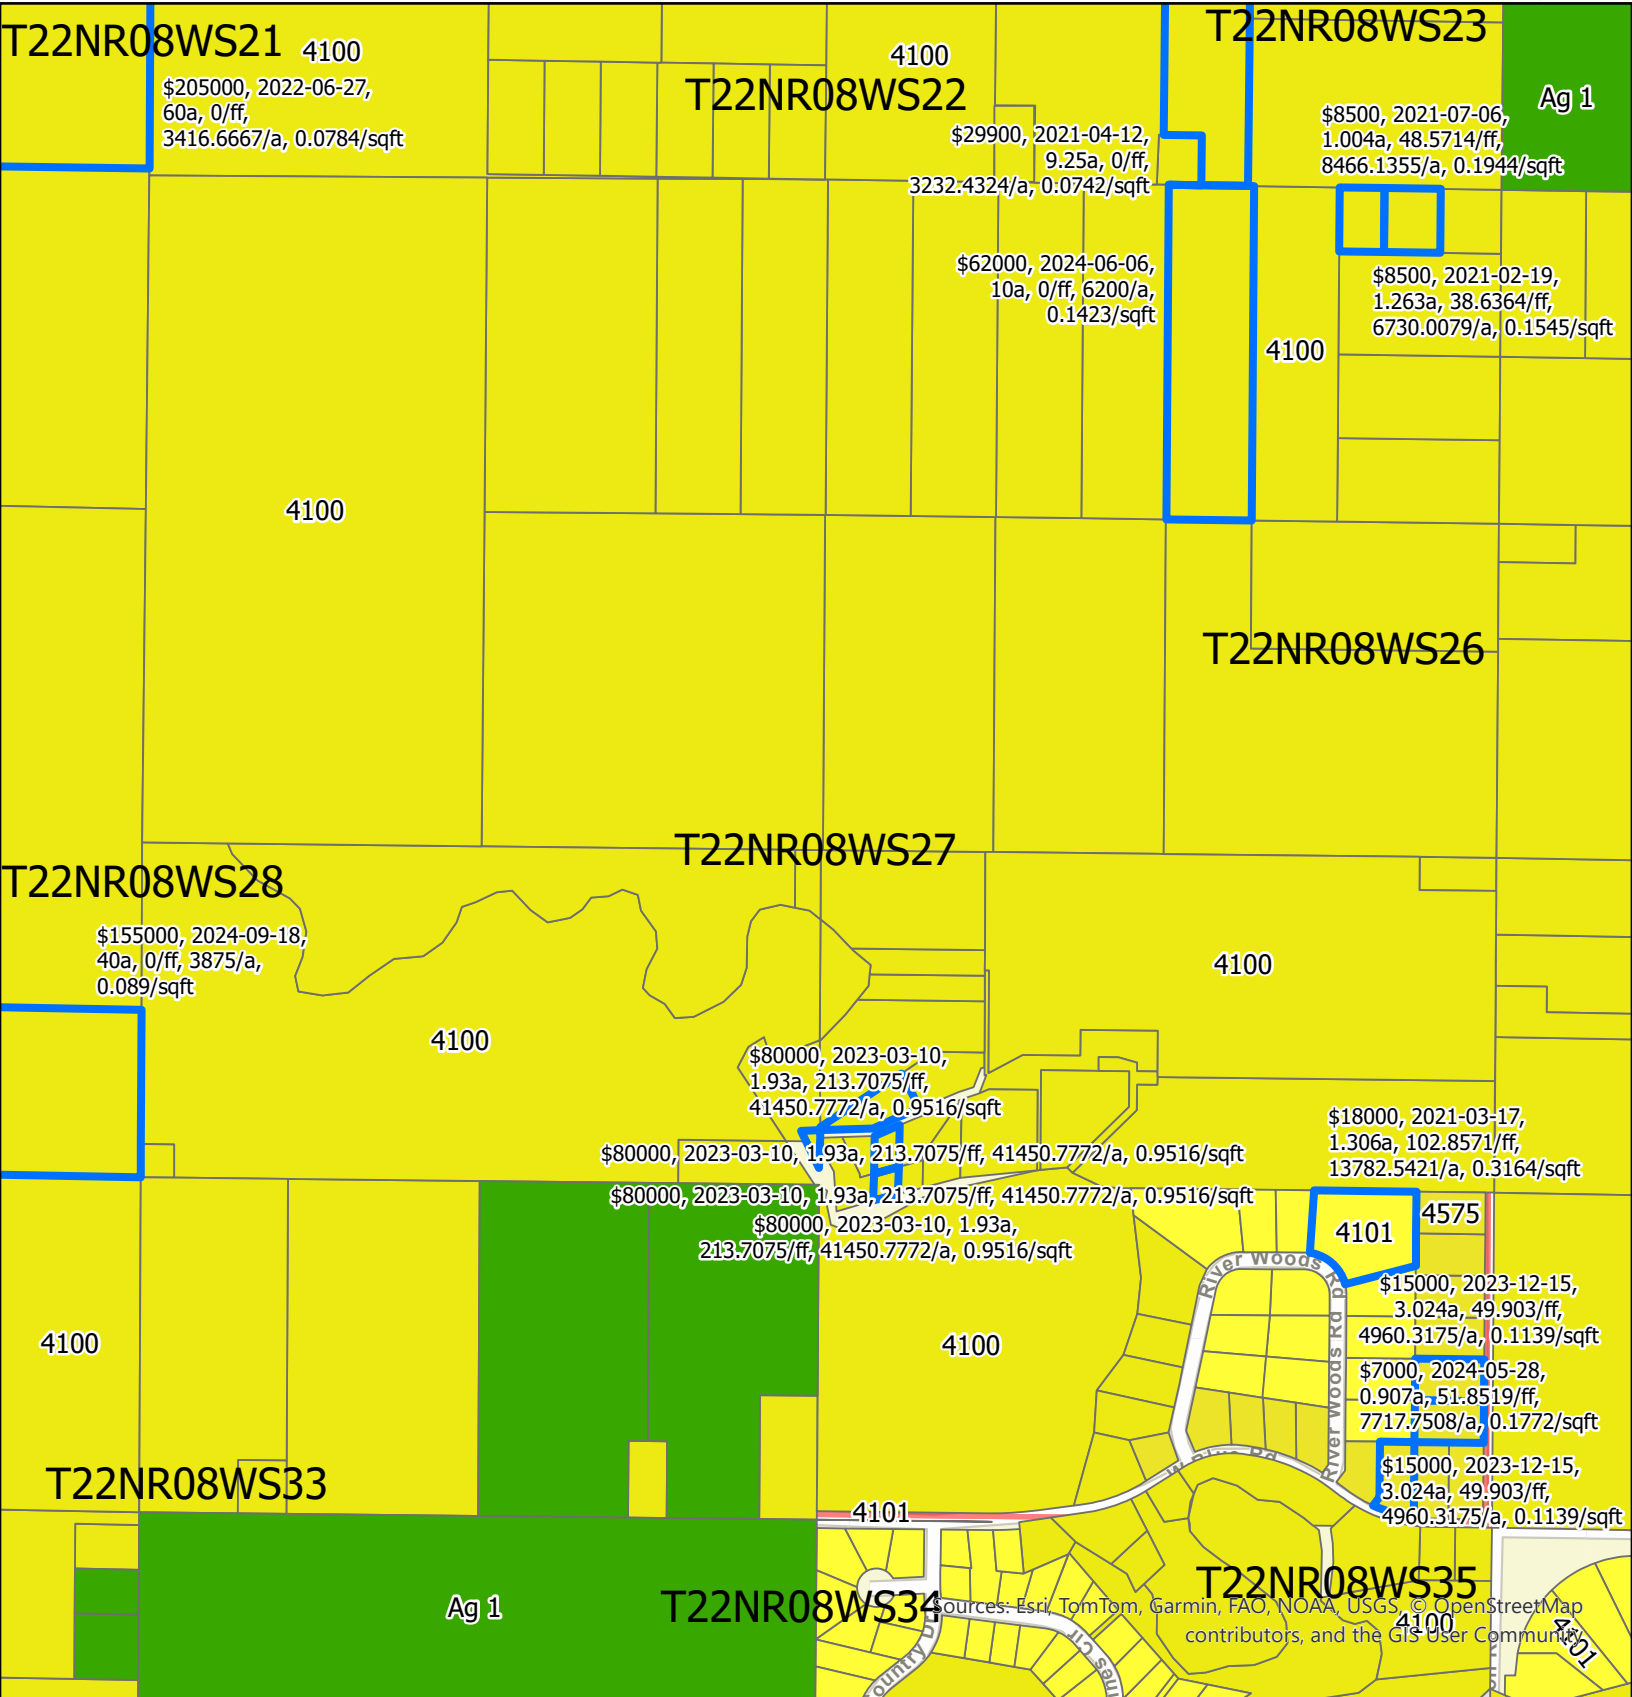 T22NR08WS21
4100
$205000, 2022-06-27,
60a, 0/ff,
3416.6667/a, 0.0784/sqft
4100
T22NR08WS22
T22NR08WS23
Ag 1
$29900, 2021-04-12,
9.25a, 0/ff,
3232.4324/a, 0.0742/sqft
$8500, 2021-07-06,
1.004a, 48.5714/ff,
8466.1355/a, 0.1944/sqft
$62000, 2024-06-06,
10a, 0/ff, 6200/a,
0.1423/sqft
$8500, 2021-02-19,
1.263a, 38.6364/ff,
6730.0079/a, 0.1545/sqft
4100
4100
T22NR08WS26
T22NR08WS27
T22NR08WS28
$155000, 2024-09-18,
40a, 0/ff, 3875/a,
0.089/sqft
4100
4100
$80000, 2023-03-10,
1.93a, 213.7075/ff,
41450.7772/a, 0.9516/sqft
$80000, 2023-03-10, 1.93a, 213.7075/ff, 41450.7772/a, 0.9516/sqft
$80000, 2023-03-10, 1.93a, 213.7075/ff, 41450.7772/a, 0.9516/sqft
$80000, 2023-03-10, 1.93a,
213.7075/ff, 41450.7772/a, 0.9516/sqft
$18000, 2021-03-17,
1.306a, 102.8571/ff,
13782.5421/a, 0.3164/sqft
4575
4101
River Woods Rd
$15000, 2023-12-15,
3.024a, 49.903/ff,
4960.3175/a, 0.1139/sqft
4100
4100
River Woods Rd
$7000, 2024-05-28,
0.907a, 51.8519/ff,
7717.7508/a, 0.1772/sqft
T22NR08WS33
$15000, 2023-12-15,
3.024a, 49.903/ff,
4960.3175/a, 0.1139/sqft
4101
T22NR08WS35
Ag 1
T22NR08WS34
Sources: Esri, TomTom, Garmin, FAO, NOAA, USGS, © OpenStreetMap
contributors, and the GIS User Community
4100
4101